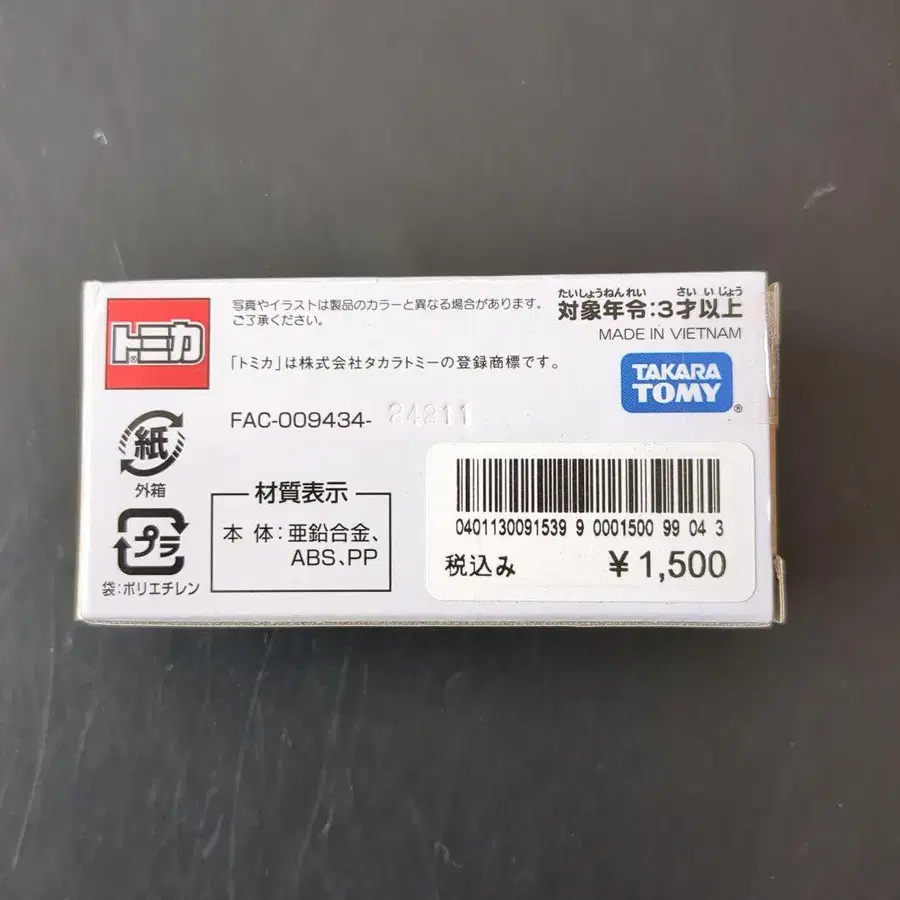 トミカ®
写真やイラストは製品のカラーと異なる場合があります。
ご了承ください。
「トミカ」は株式会社タカラトミーの登録商標です。
たいしょうねんれい さい いじょう
対象年令:3才以上
MADE IN VIETNAM
TAKARA
TOMY®
FAC-009434- 24211
紙
外箱
プラ
袋:ポリエチレン
材質表示
本 体:亜鉛合金、
ABS、PP
0401130091539 9 0001500 99 04 3
税込み ¥1,500